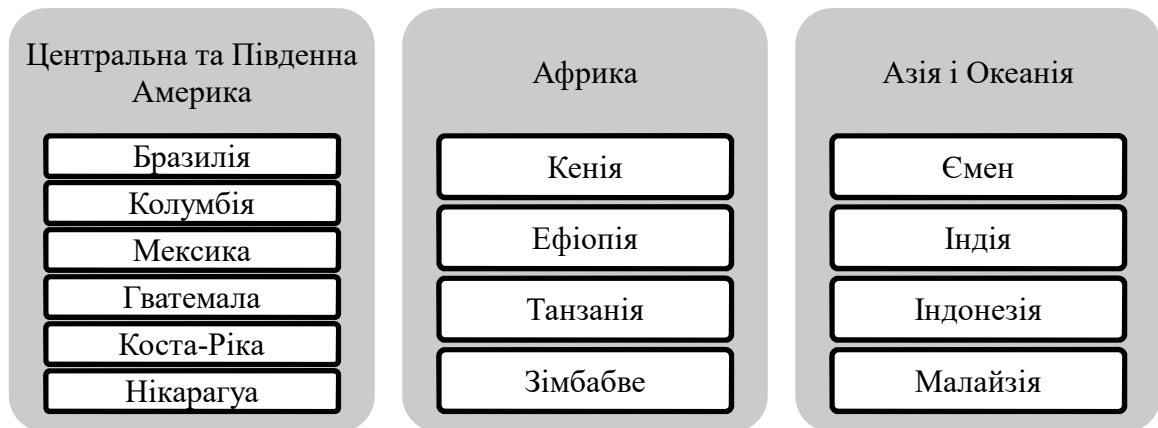 Центральна та Південна
Америка
Бразилія
Колумбія
Мексика
Гватемала
Коста-Ріка
Нікарагуа
Африка
Кенія
Ефіопія
Танзанія
Зімбабве
Азія і Океанія
Ємен
Індія
Індонезія
Малайзія